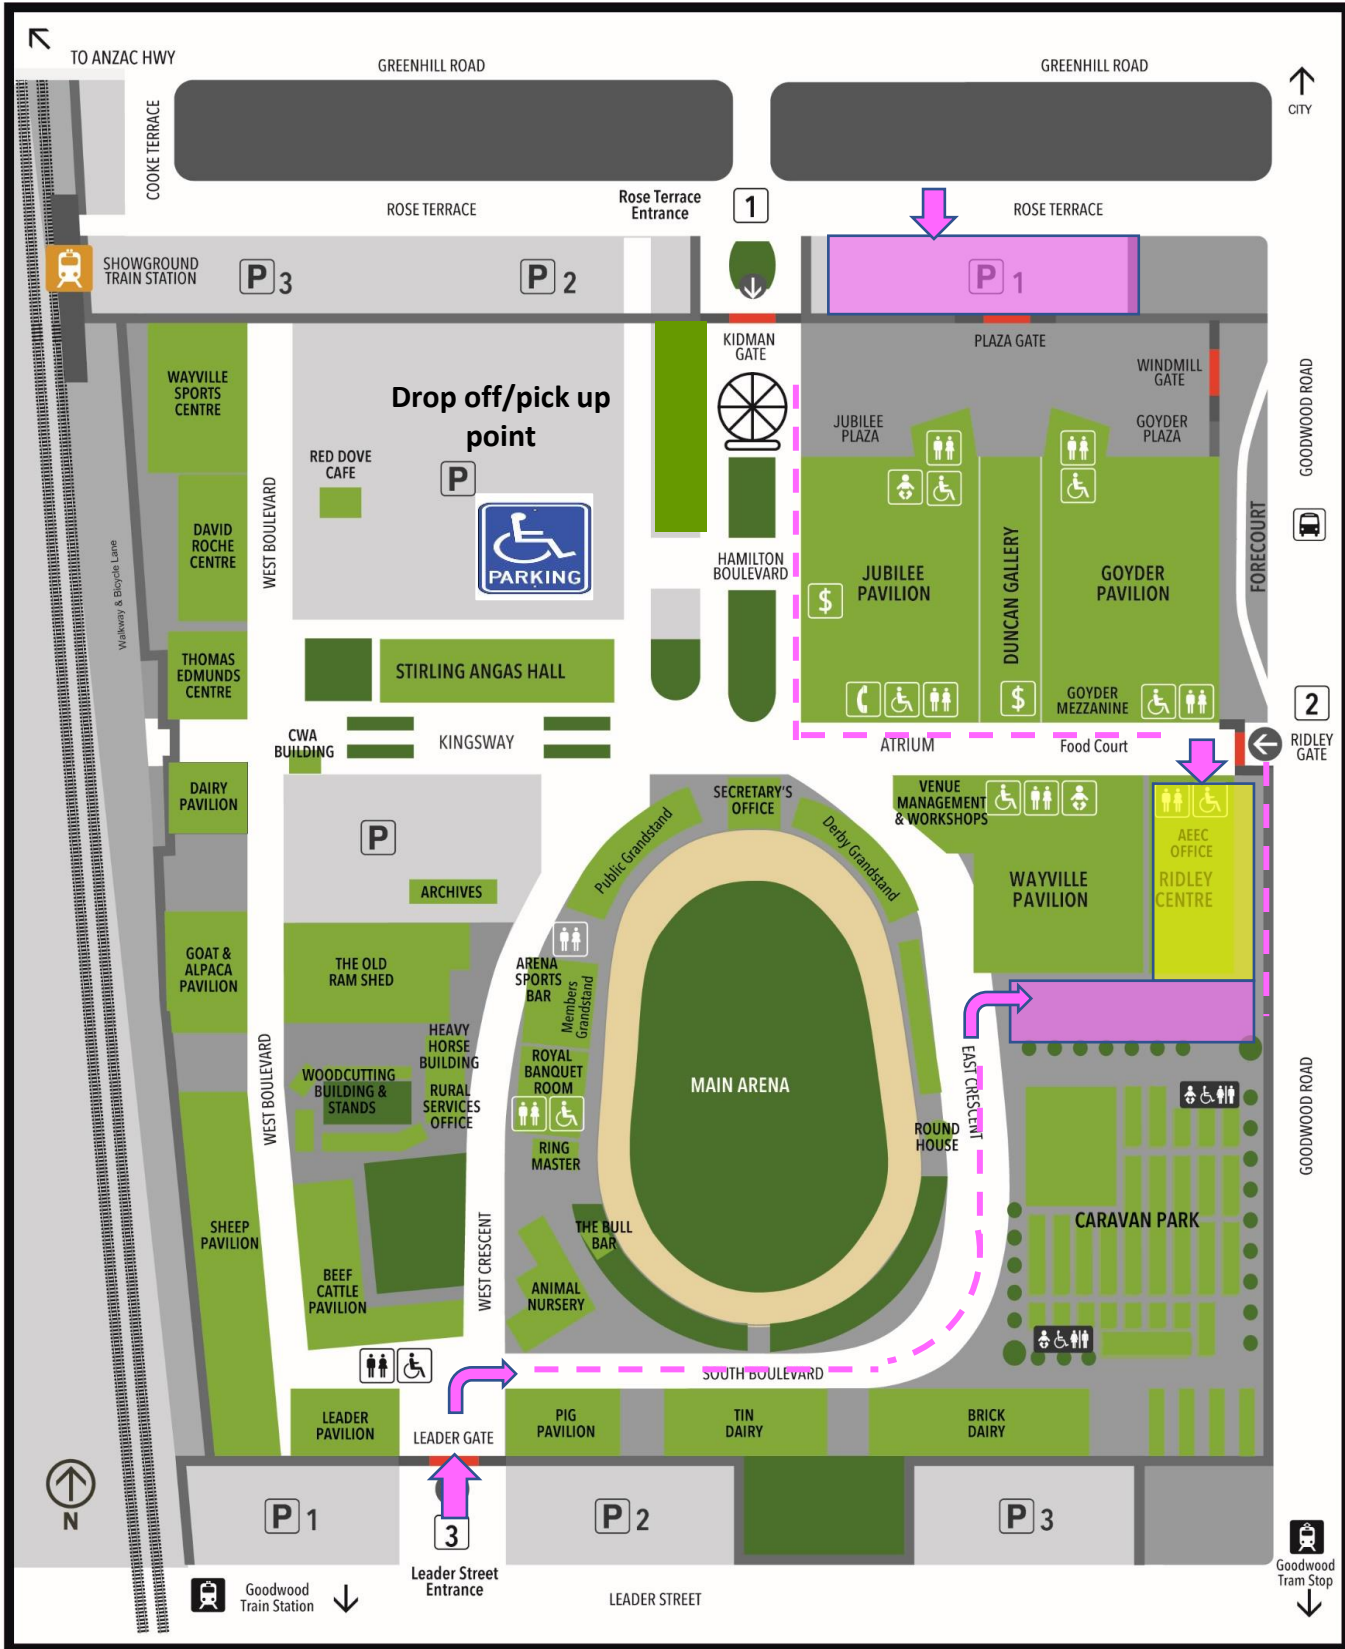 TO ANZAC HWY
GREENHILL ROAD
GREENHILL ROAD
CITY
COOKE TERRACE
ROSE TERRACE
Rose Terrace
Entrance
1
ROSE TERRACE
SHOWGROUND
TRAIN STATION
P 3
P 2
P 1
KIDMAN
GATE
PLAZA GATE
WINDMILL
GATE
WAYVILLE
SPORTS
CENTRE
Drop off/pick up
point
JUBILEE
PLAZA
GOYDER
PLAZA
GOODWOOD ROAD
RED DOVE
CAFE
P
WEST BOULEVARD
DAVID
ROCHE
CENTRE
PARKING
Walkway & Bicycle Lane
HAMILTON
BOULEVARD
JUBILEE
PAVILION
$
DUNCAN GALLERY
GOYDER
PAVILION
FORECOURT
THOMAS
EDMUNDS
CENTRE
STIRLING ANGAS HALL
$
GOYDER
MEZZANINE
2
RIDLEY
GATE
CWA
BUILDING
KINGSWAY
ATRIUM
Food Court
DAIRY
PAVILION
SECRETARY'S
OFFICE
VENUE
MANAGEMENT
& WORKSHOPS
P
Public Grandstand
Derby Grandstand
AEEC
OFFICE
RIDLEY
CENTRE
WAYVILLE
PAVILION
ARCHIVES
GOAT &
ALPACA
PAVILION
THE OLD
RAM SHED
ARENA
SPORTS
BAR
Members
Grandstand
HEAVY
HORSE
BUILDING
ROYAL
BANQUET
ROOM
WOODCUTTING
BUILDING &
STANDS
RURAL
SERVICES
OFFICE
MAIN ARENA
EAST CRESCENT
WEST BOULEVARD
RING
MASTER
ROUND
HOUSE
GOODWOOD ROAD
SHEEP
PAVILION
THE BULL
BAR
CARAVAN PARK
WEST CRESCENT
BEEF
CATTLE
PAVILION
ANIMAL
NURSERY
SOUTH BOULEVARD
LEADER
PAVILION
LEADER GATE
PIG
PAVILION
TIN
DAIRY
BRICK
DAIRY
N
P 1
3
P 2
P 3
Leader Street
Entrance
Goodwood
Train Station
LEADER STREET
Goodwood
Tram Stop